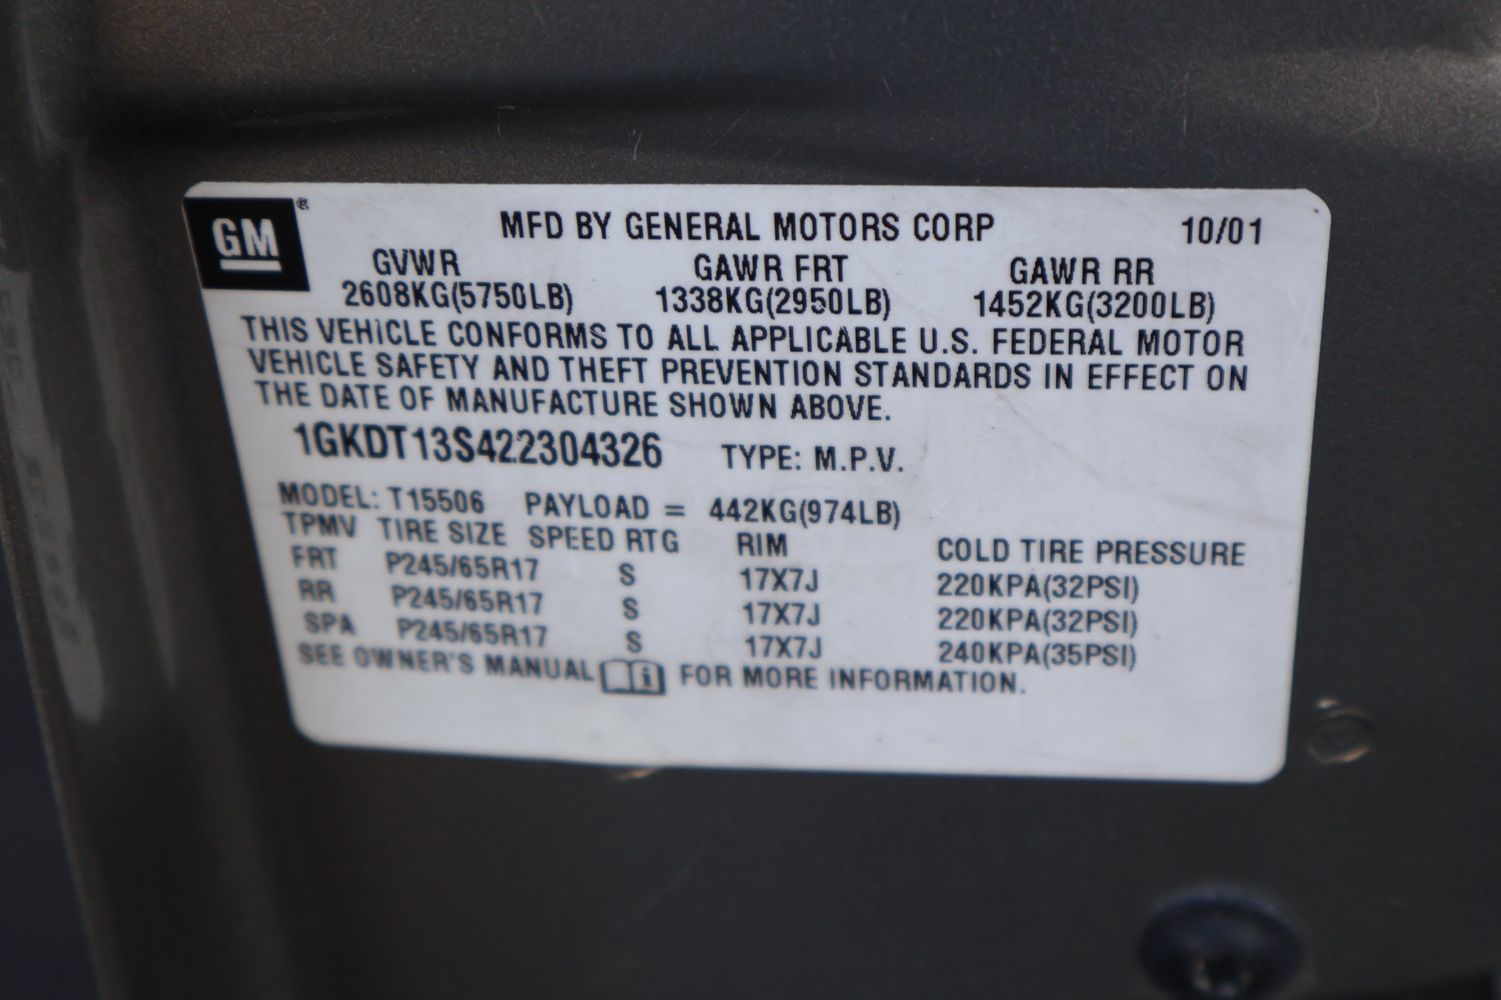 GM®
MFD BY GENERAL MOTORS CORP 10/01
GVWR GAWR FRT GAWR RR
2608KG(5750LB) 1338KG(2950LB) 1452KG(3200LB)
THIS VEHICLE CONFORMS TO ALL APPLICABLE U.S. FEDERAL MOTOR
VEHICLE SAFETY AND THEFT PREVENTION STANDARDS IN EFFECT ON
THE DATE OF MANUFACTURE SHOWN ABOVE.
1GKDT13S422304326 TYPE: M.P.V.
MODEL: T15506 PAYLOAD = 442KG(974LB)
TPMV TIRE SIZE SPEED RTG RIM COLD TIRE PRESSURE
FRT P245/65R17 S 17X7J 220KPA(32PSI)
RR P245/65R17 S 17X7J 220KPA(32PSI)
SPA P245/65R17 S 17X7J 240KPA(35PSI)
SEE OWNER'S MANUAL i FOR MORE INFORMATION.